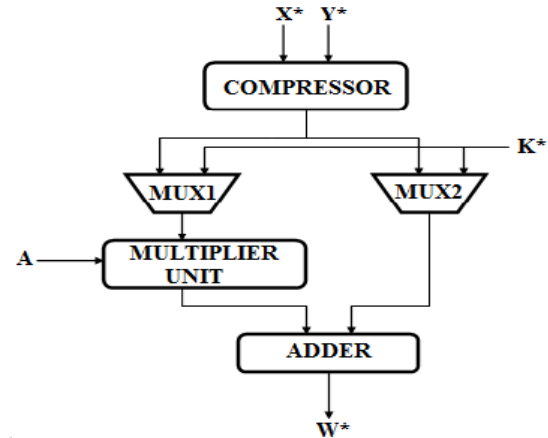 X* Y*
COMPRESSOR
K*
MUX1 MUX2
A
MULTIPLIER
UNIT
ADDER
W*